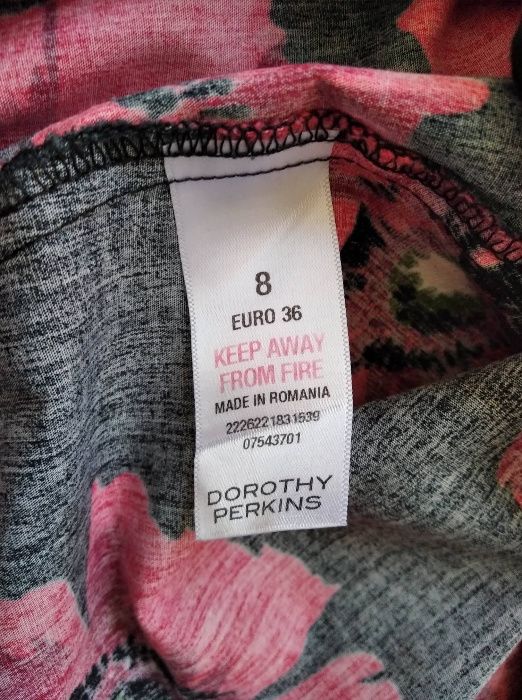 8
EURO 36
KEEP AWAY
FROM FIRE
MADE IN ROMANIA
2226221831539
07543701
DOROTHY
PERKINS